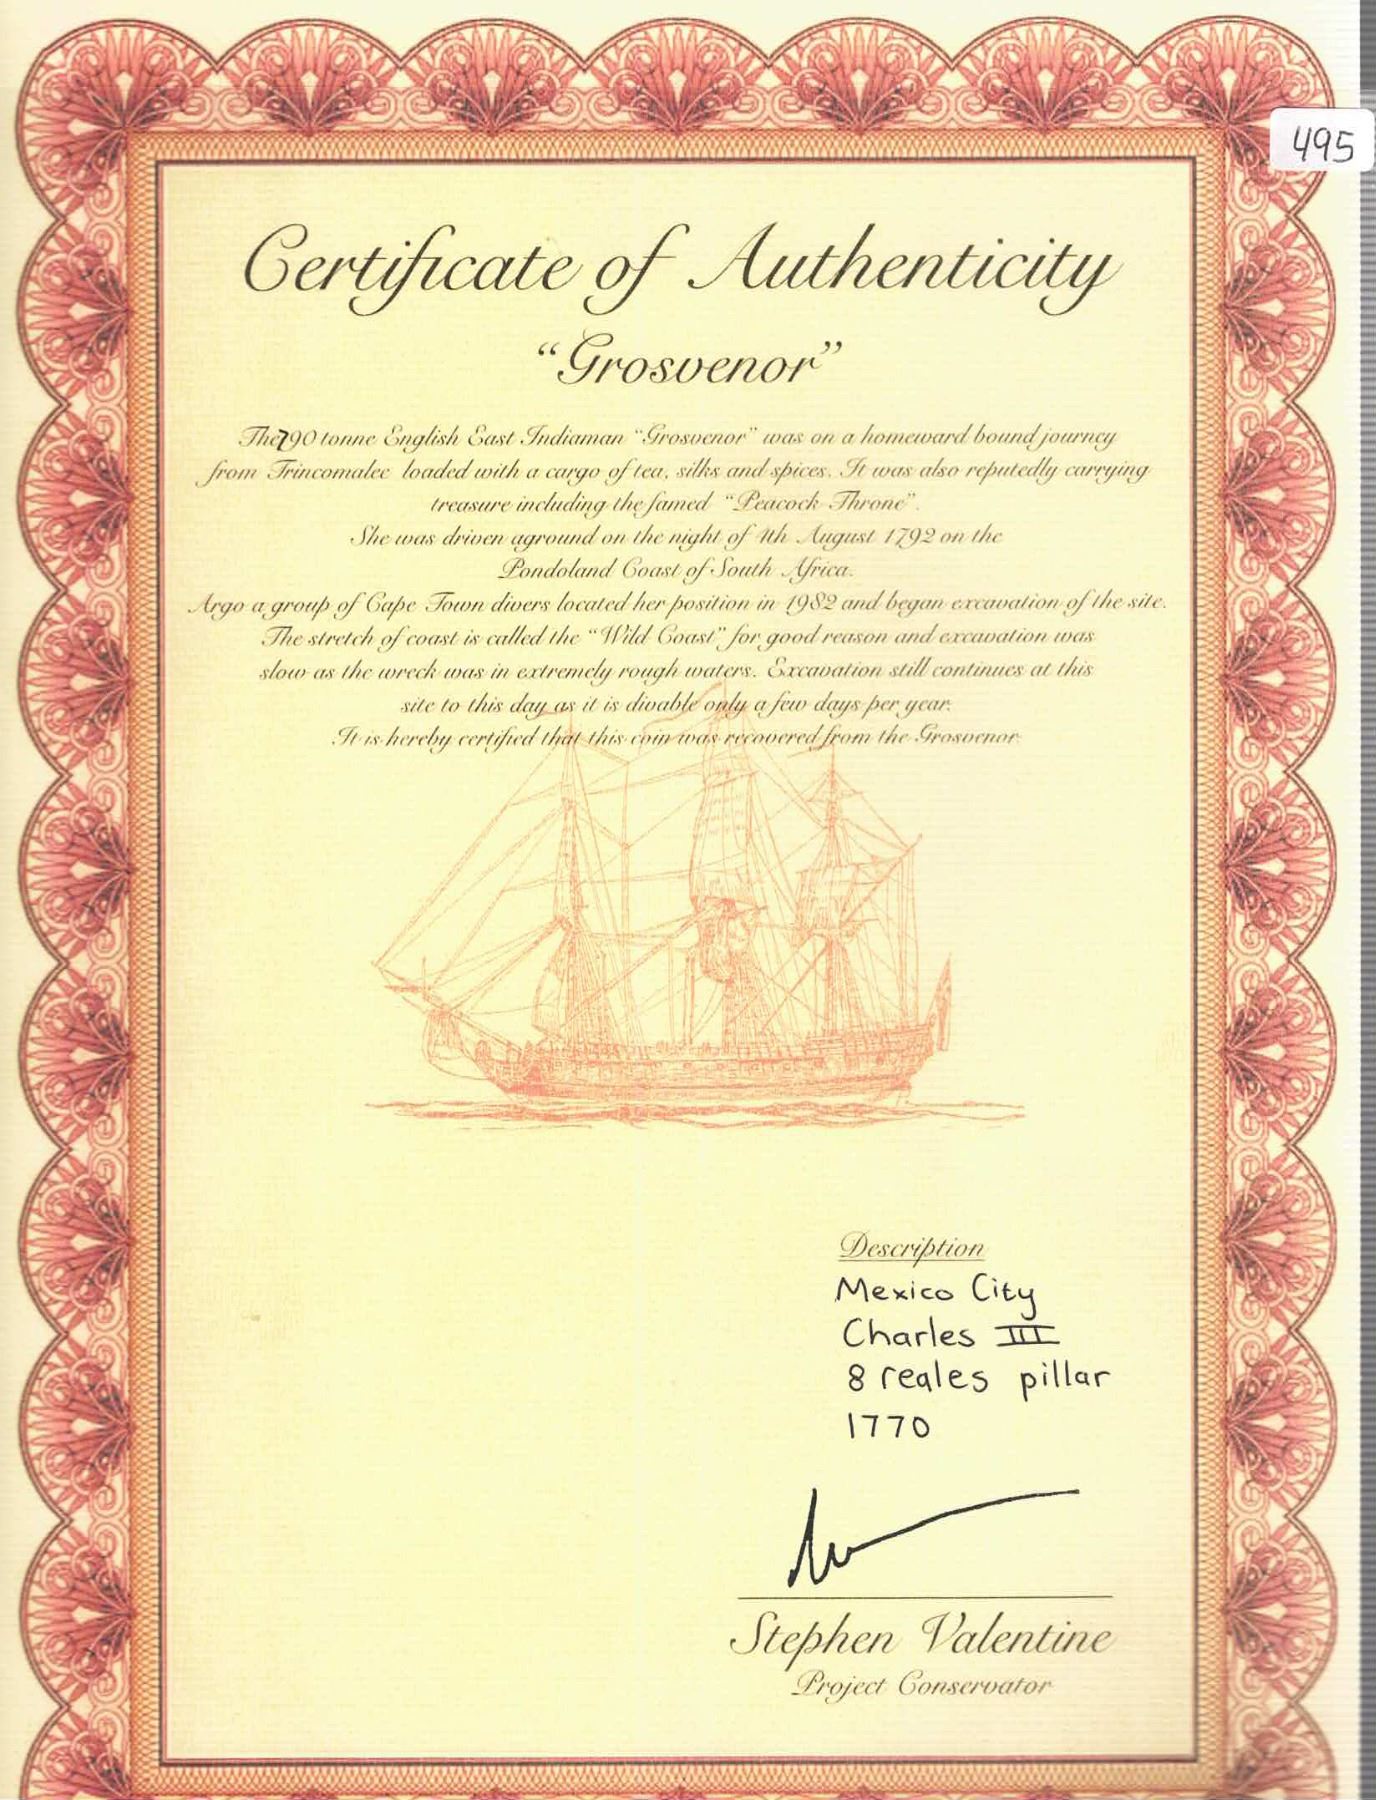 495
Certificate of Authenticity
"Grosvenor"
The 790 tonne English East Indiaman "Grosvenor" was on a homeward bound journey
from Trincomalee loaded with a cargo of tea, silks and spices. It was also reputedly carrying
treasure including the famed "Peacock Throne".
She was driven aground on the night of 4th August 1792 on the
Pondoland Coast of South Africa.
Argo a group of Cape Town divers located her position in 1982 and began excavation of the site.
The stretch of coast is called the "Wild Coast" for good reason and excavation was
slow as the wreck was in extremely rough waters. Excavation still continues at this
site to this day as it is divable only a few days per year.
It is hereby certified that this coin was recovered from the Grosvenor
Description
Mexico City
Charles III
8 reales pillar
1770
Stephen Valentine
Project Conservator